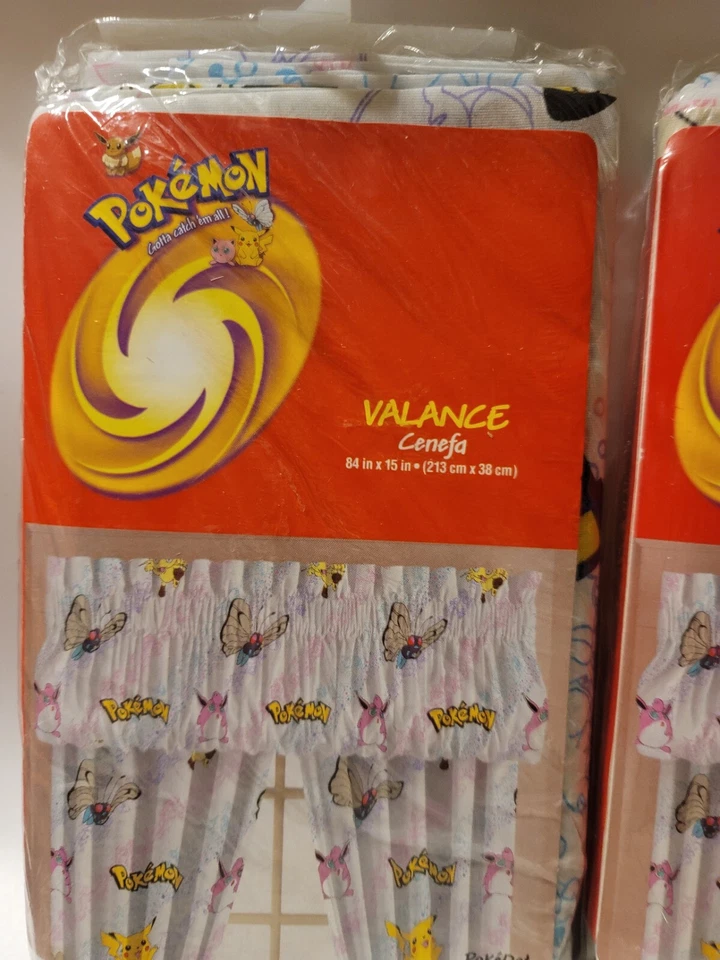 POKéMON
Gotta catch 'em all!
VALANCE
Cenefa
84 in x 15 in • (213 cm x 38 cm)
POKéMON POKéMON POKéMON
POKéMON POKéMON